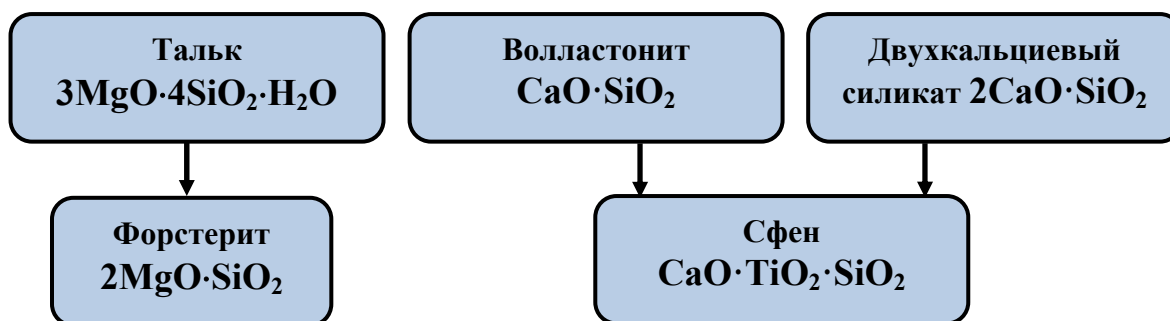 Тальк
3MgO·4SiO₂·H₂O
Волластонит
CaO·SiO₂
Двухкальциевый
силикат 2CaO·SiO₂
Форстерит
2MgO·SiO₂
Сфен
CaO·TiO₂·SiO₂